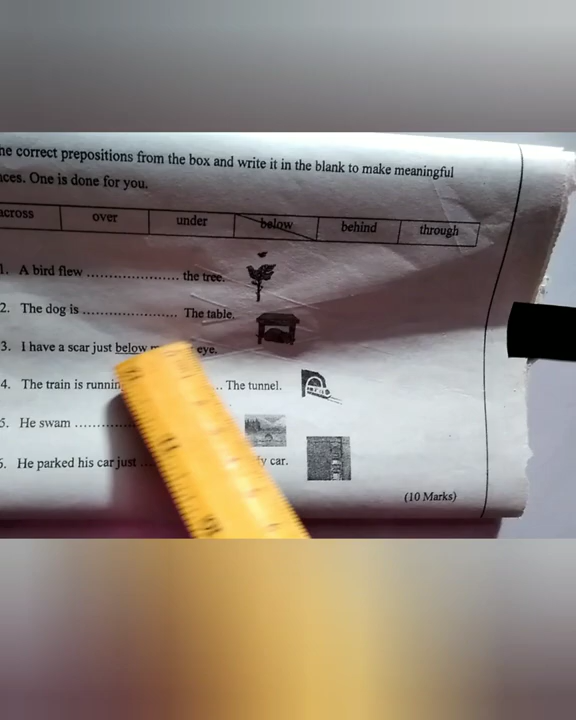 he correct prepositions from the box and write it in the blank to make meaningful
nces. One is done for you.
across over under below behind through
1. A bird flew ..................... the tree.
2. The dog is ...................... The table.
3. I have a scar just below eye.
4. The train is runnin .. The tunnel.
5. He swam ..............
6. He parked his car just ... y car.
(10 Marks)